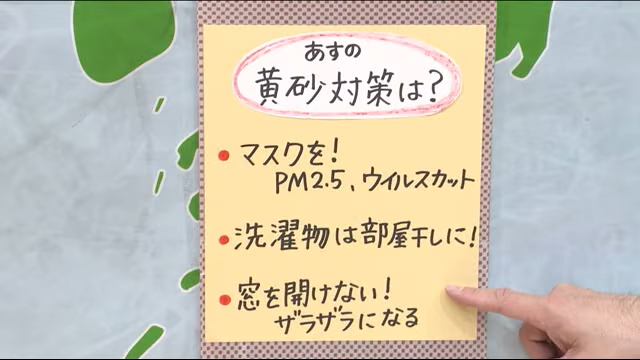 あすの
黄砂対策は?
● マスクを!
PM2.5、ウイルスカット
● 洗濯物は部屋干しに!
● 窓を開けない!
ザラザラになる